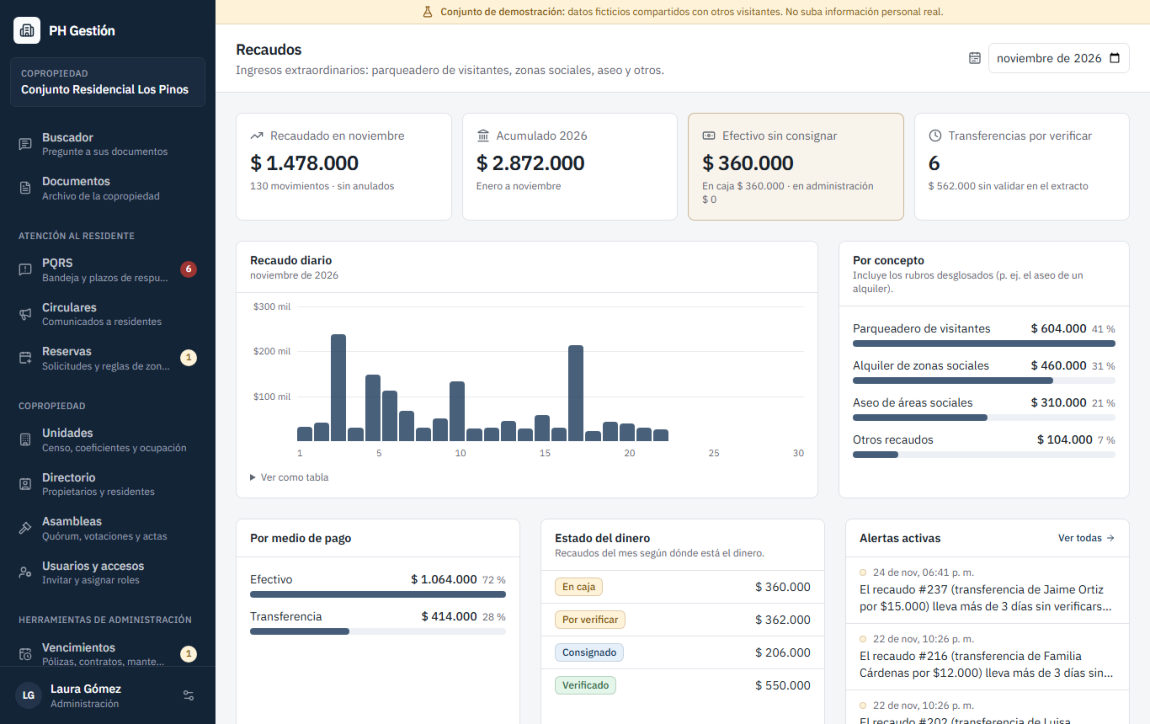 Conjunto de demostración: datos ficticios compartidos con otros visitantes. No suba información personal real.
PH Gestión
COPROPIEDAD
Conjunto Residencial Los Pinos
Buscador
Pregunte a sus documentos
Documentos
Archivo de la copropiedad
ATENCIÓN AL RESIDENTE
PQRS
Bandeja y plazos de respu...
6
Circulares
Comunicados a residentes
Reservas
Solicitudes y reglas de zon...
1
COPROPIEDAD
Unidades
Censo, coeficientes y ocupación
Directorio
Propietarios y residentes
Asambleas
Quórum, votaciones y actas
Usuarios y accesos
Invitar y asignar roles
HERRAMIENTAS DE ADMINISTRACIÓN
Vencimientos
Pólizas, contratos, mante...
1
LG
Laura Gómez
Administración
Recaudos
Ingresos extraordinarios: parqueadero de visitantes, zonas sociales, aseo y otros.
noviembre de 2026
Recaudado en noviembre
$ 1.478.000
130 movimientos · sin anulados
Acumulado 2026
$ 2.872.000
Enero a noviembre
Efectivo sin consignar
$ 360.000
En caja $ 360.000 · en administración
$ 0
Transferencias por verificar
6
$ 562.000 sin validar en el extracto
Recaudo diario
noviembre de 2026
$300 mil
$200 mil
$100 mil
1 5 10 15 20 25 30
Ver como tabla
Por concepto
Incluye los rubros desglosados (p. ej. el aseo de un
alquiler).
Parqueadero de visitantes $ 604.000 41 %
Alquiler de zonas sociales $ 460.000 31 %
Aseo de áreas sociales $ 310.000 21 %
Otros recaudos $ 104.000 7 %
Por medio de pago
Efectivo $ 1.064.000 72 %
Transferencia $ 414.000 28 %
Estado del dinero
Recaudos del mes según dónde está el dinero.
En caja $ 360.000
Por verificar $ 362.000
Consignado $ 206.000
Verificado $ 550.000
Alertas activas
Ver todas →
24 de nov, 06:41 p. m.
El recaudo #237 (transferencia de Jaime Ortiz
por $15.000) lleva más de 3 días sin verificars...
22 de nov, 10:26 p. m.
El recaudo #216 (transferencia de Familia
Cárdenas por $12.000) lleva más de 3 días sin...
22 de nov, 10:26 p. m.
El recaudo #202 (transferencia de Luisa